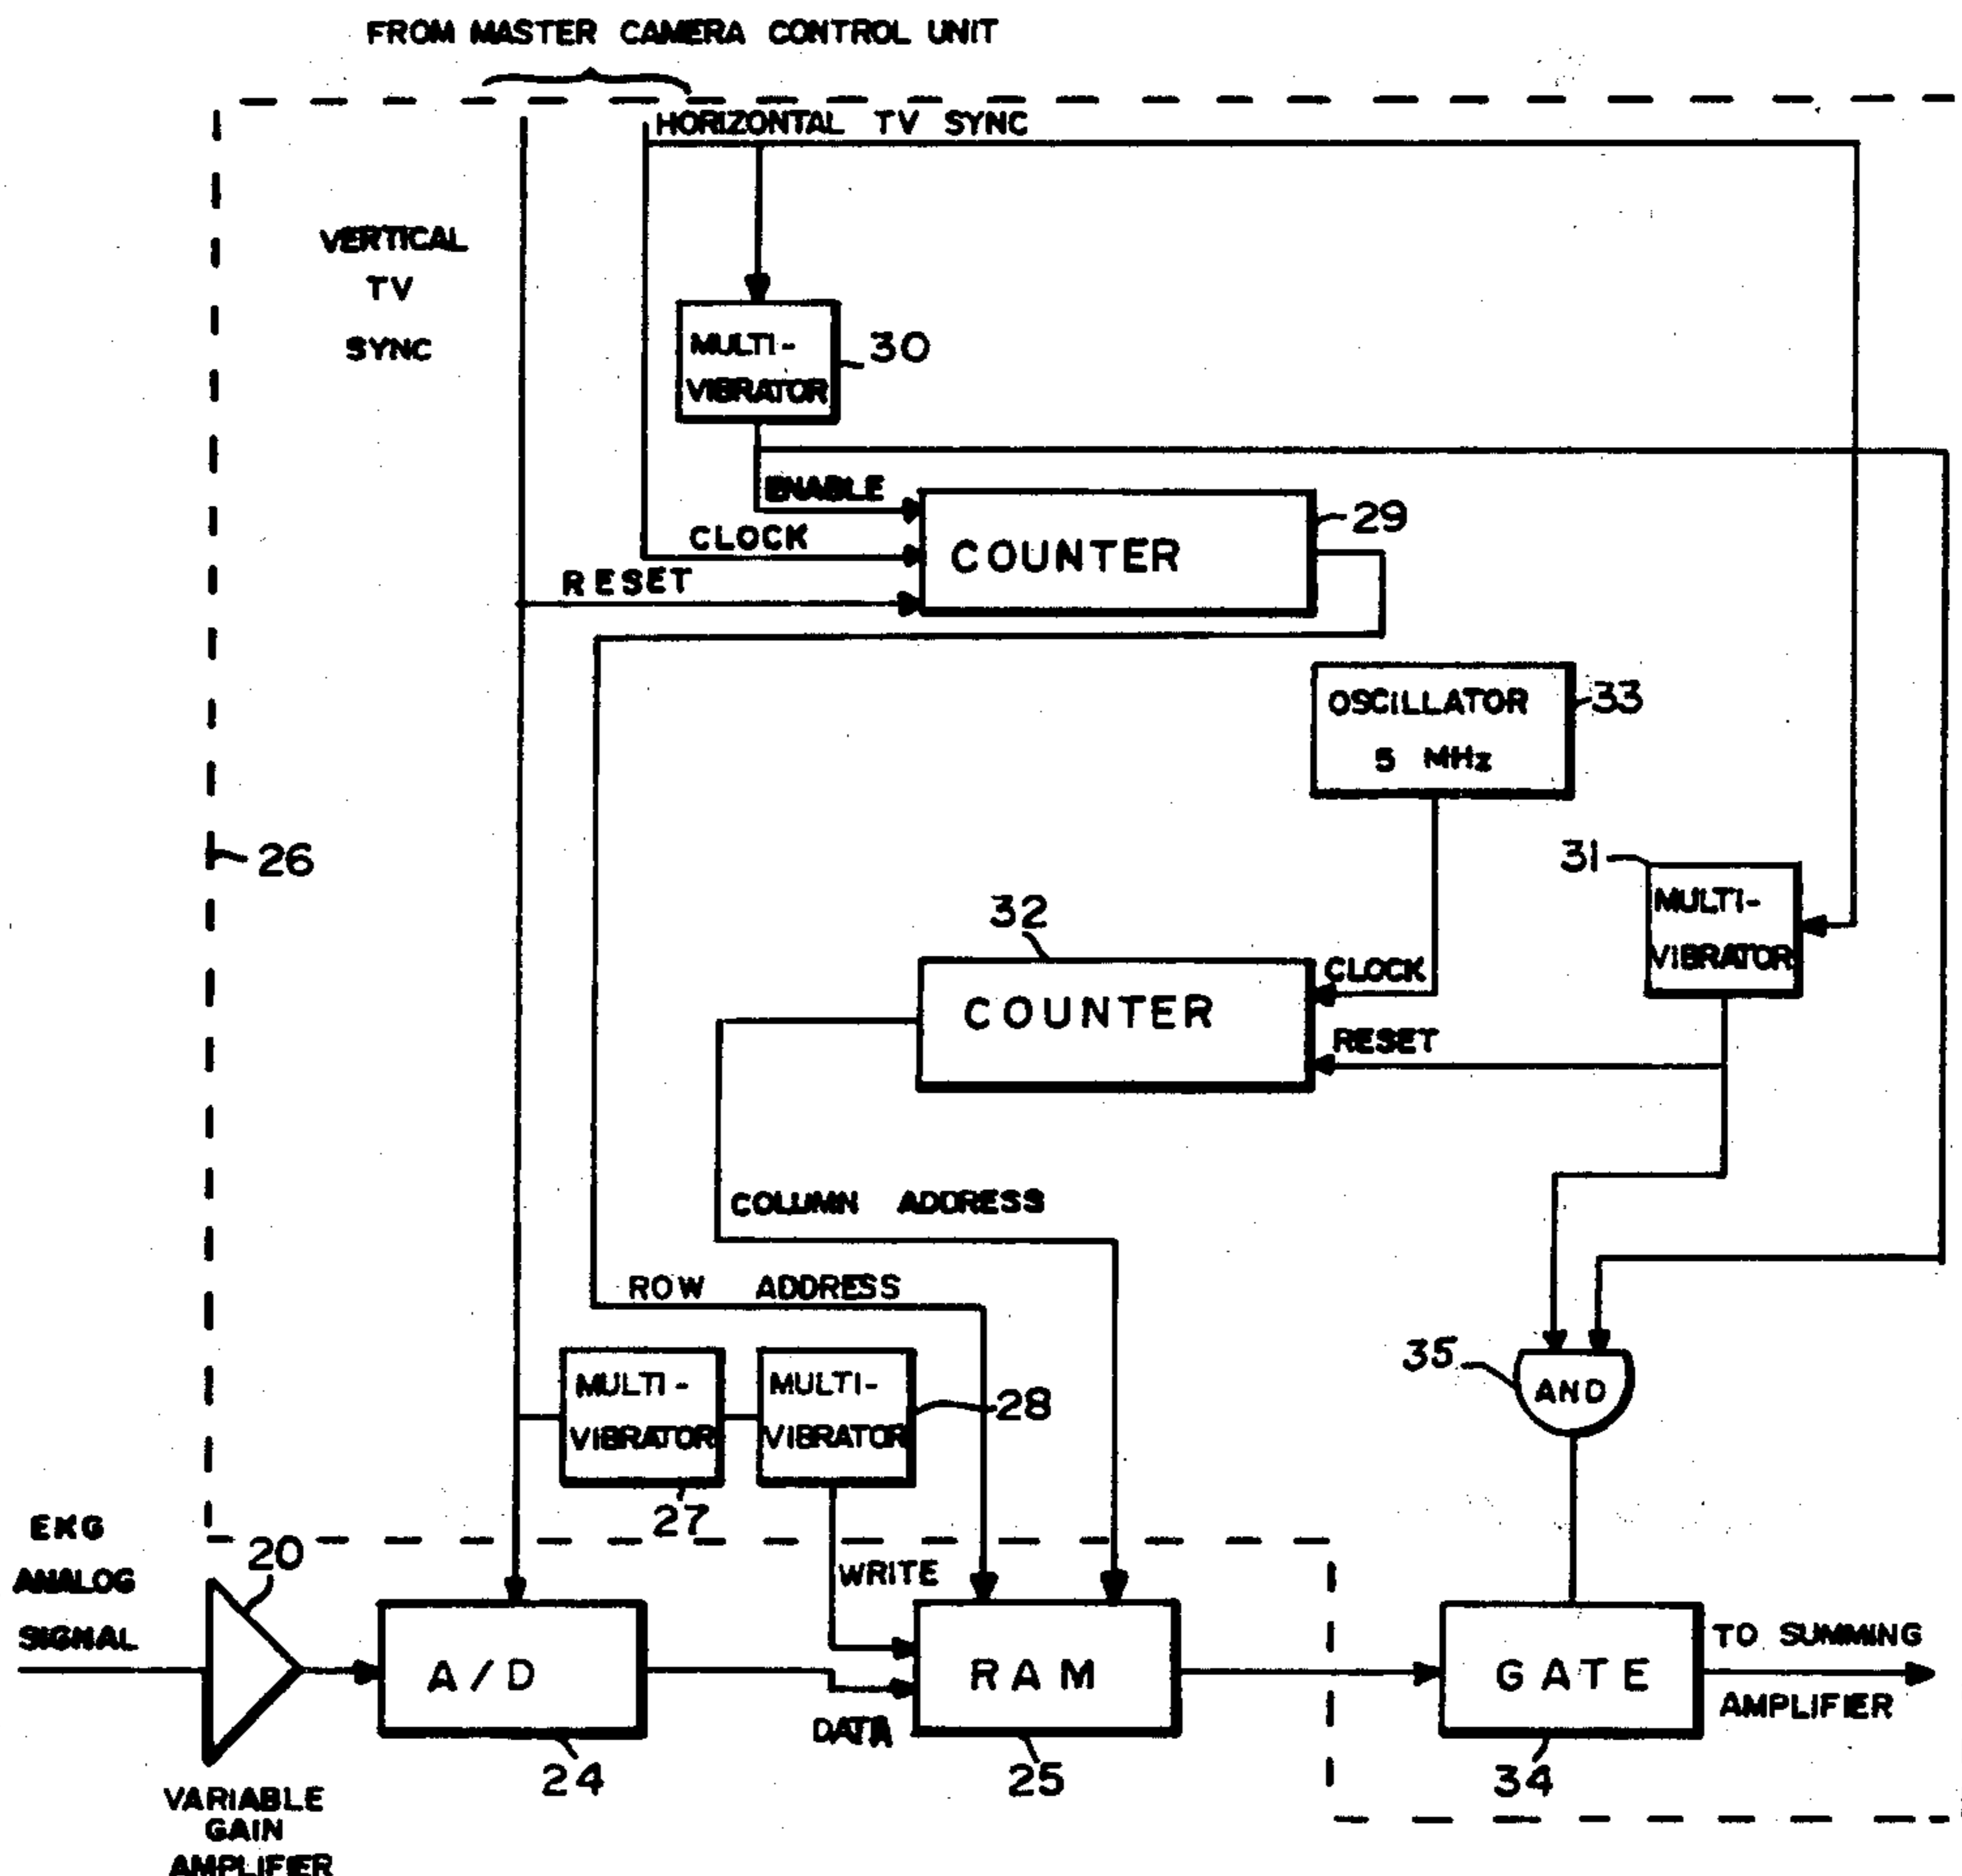 FROM MASTER CAMERA CONTROL UNIT
HORIZONTAL TV SYNC
VERTICAL
TV
SYNC
MULTI-
VIBRATOR
30
ENABLE
CLOCK
RESET
COUNTER
29
OSCILLATOR
5 MHz
33
26
31
MULTI-
VIBRATOR
32
COUNTER
CLOCK
RESET
COLUMN ADDRESS
ROW ADDRESS
35
AND
MULTI-
VIBRATOR
27
MULTI-
VIBRATOR
28
EKG
ANALOG
SIGNAL
20
WRITE
A/D
24
DATA
RAM
25
GATE
34
TO SUMMING
AMPLIFIER
VARIABLE
GAIN
AMPLIFIER